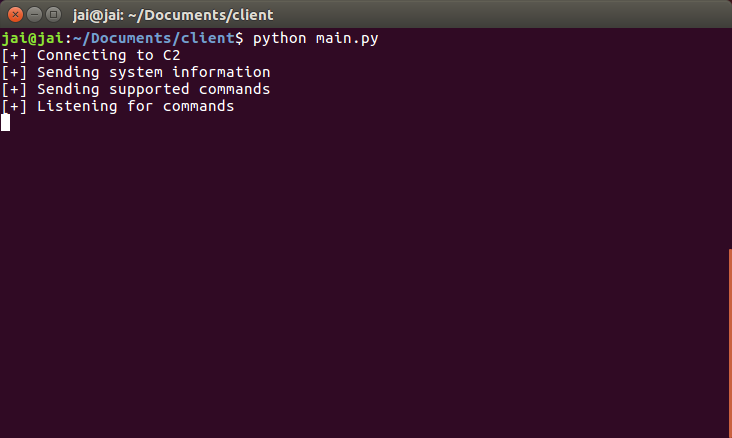 jai@jai: ~/Documents/client
jai@jai:~/Documents/client$ python main.py
[+] Connecting to C2
[+] Sending system information
[+] Sending supported commands
[+] Listening for commands